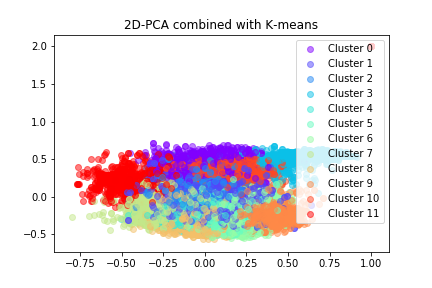 2D-PCA combined with K-means
2.0
1.5
1.0
0.5
0.0
−0.5
−0.75
−0.50
−0.25
0.00
0.25
0.50
0.75
1.00
Cluster 0
Cluster 1
Cluster 2
Cluster 3
Cluster 4
Cluster 5
Cluster 6
Cluster 7
Cluster 8
Cluster 9
Cluster 10
Cluster 11